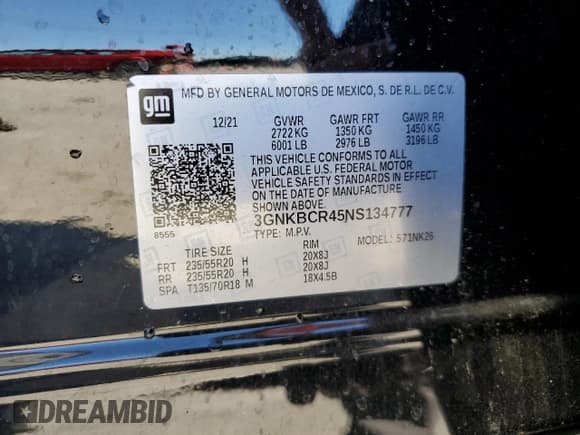 gm
MFD BY GENERAL MOTORS DE MEXICO, S. DE R.L. DE C.V.
12/21 GVWR GAWR FRT GAWR RR
2722 KG 1350 KG 1450 KG
6001 LB 2976 LB 3196 LB
THIS VEHICLE CONFORMS TO ALL
APPLICABLE U.S. FEDERAL MOTOR
VEHICLE SAFETY STANDARDS IN EFFECT
ON THE DATE OF MANUFACTURE
SHOWN ABOVE.
3GNKBCR45NS134777
8555 TYPE: M.P.V. MODEL: 571NK26
TIRE SIZE RIM
FRT 235/55R20 H 20X8J
RR 235/55R20 H 20X8J
SPA T135/70R18 M 18X4.5B
DREAMBID